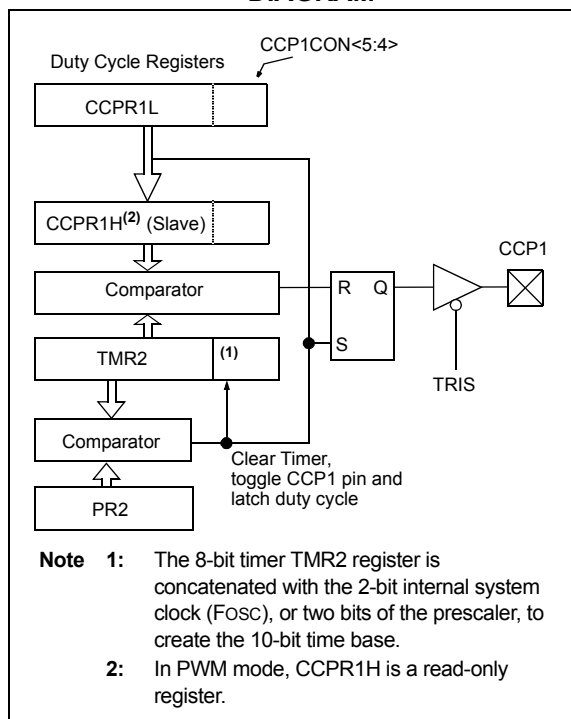 DIAGRAM
CCP1CON<5:4>
Duty Cycle Registers
CCPR1L
CCPR1H(2) (Slave)
CCP1
Comparator
R Q
TMR2 (1)
S
TRIS
Comparator
Clear Timer,
toggle CCP1 pin and
latch duty cycle
PR2
Note 1: The 8-bit timer TMR2 register is
concatenated with the 2-bit internal system
clock (FOSC), or two bits of the prescaler, to
create the 10-bit time base.
2: In PWM mode, CCPR1H is a read-only
register.